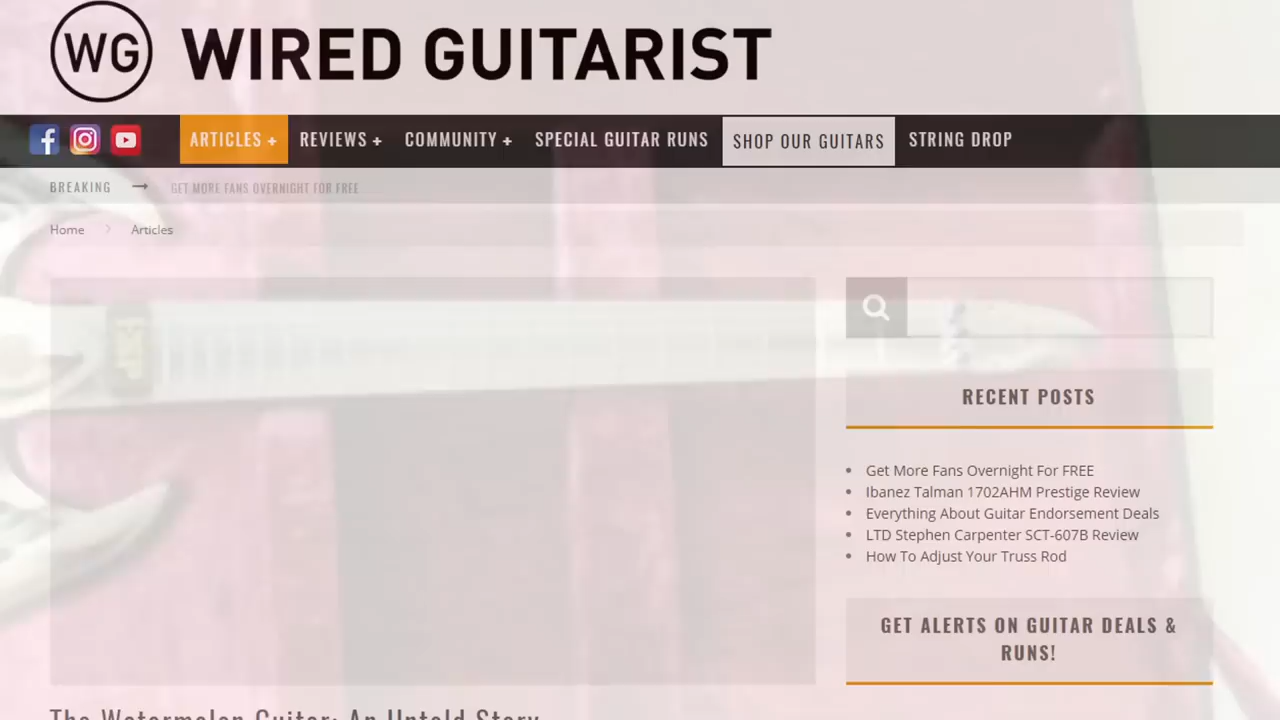 WG WIRED GUITARIST
ARTICLES + REVIEWS + COMMUNITY + SPECIAL GUITAR RUNS SHOP OUR GUITARS STRING DROP
BREAKING GET MORE FANS OVERNIGHT FOR FREE
Home Articles
RECENT POSTS
Get More Fans Overnight For FREE
Ibanez Talman 1702AHM Prestige Review
Everything About Guitar Endorsement Deals
LTD Stephen Carpenter SCT-607B Review
How To Adjust Your Truss Rod
GET ALERTS ON GUITAR DEALS &
RUNS!
The Watermelon Guitar: An Untold Story